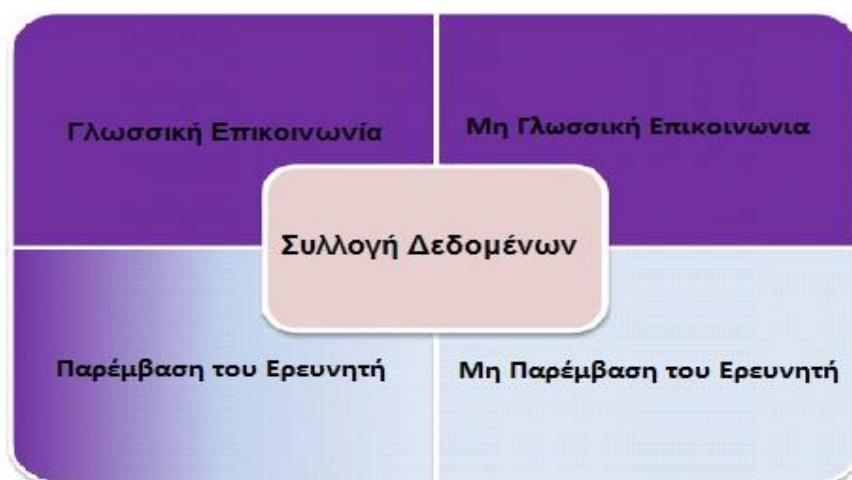 Γλωσσική Επικοινωνία
Μη Γλωσσική Επικοινωνια
Συλλογή Δεδομένων
Παρέμβαση του Ερευνητή
Μη Παρέμβαση του Ερευνητή